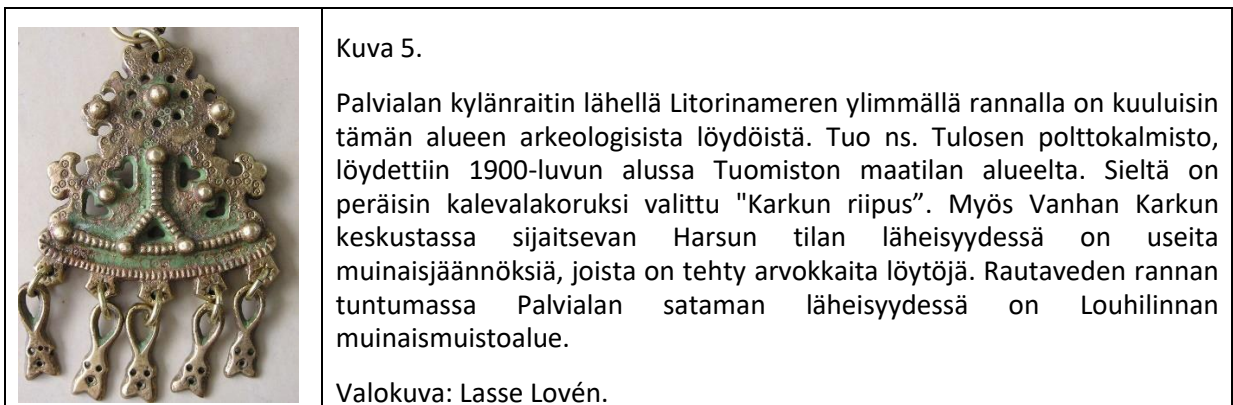 Kuva 5.
Palvialan kylänraitin lähellä Litorinameren ylimmällä rannalla on kuuluisin
tämän alueen arkeologisista löydöistä. Tuo ns. Tulosen polttokalmisto,
löydettiin 1900-luvun alussa Tuomiston maatilan alueelta. Sieltä on
peräisin kalevalakoruksi valittu "Karkun riipus”. Myös Vanhan Karkun
keskustassa sijaitsevan Harsun tilan läheisyydessä on useita
muinaisjäännöksiä, joista on tehty arvokkaita löytöjä. Rautaveden rannan
tuntumassa Palvialan sataman läheisyydessä on Louhilinnan
muinaismuistoalue.
Valokuva: Lasse Lovén.